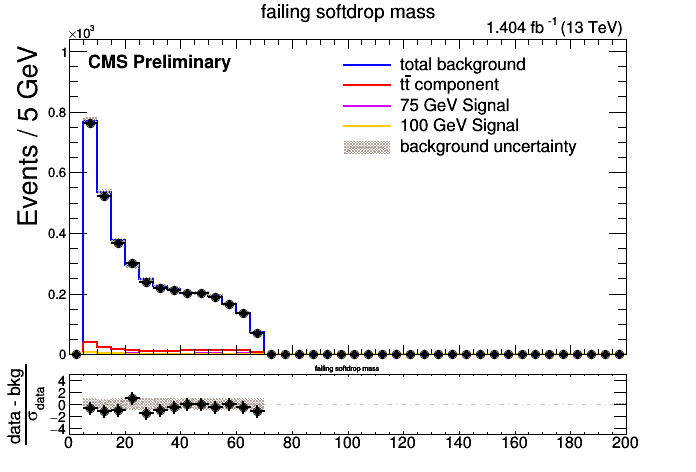 failing softdrop mass
×10³
1.404 fb⁻¹ (13 TeV)
CMS Preliminary
total background
tt̄ component
75 GeV Signal
100 GeV Signal
background uncertainty
Events / 5 GeV
1
0.8
0.6
0.4
0.2
0
failing softdrop mass
data - bkg
σ data
4
2
0
−2
−4
0 20 40 60 80 100 120 140 160 180 200